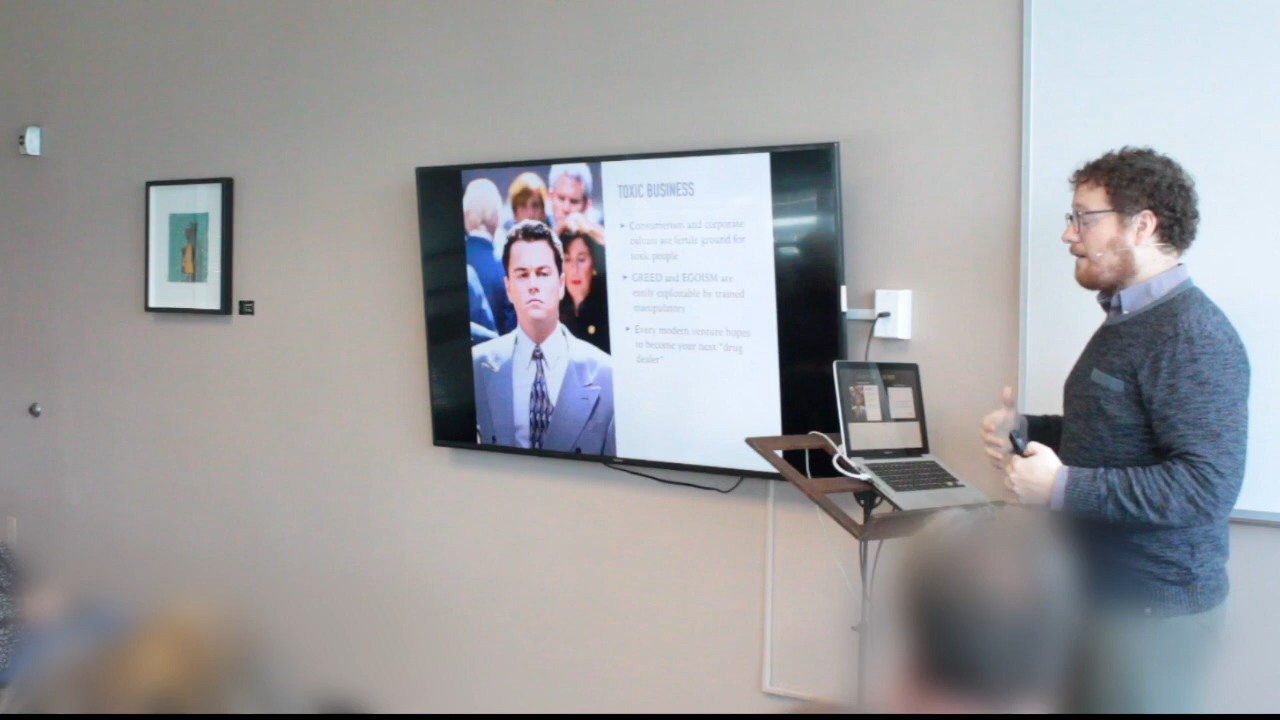 TOXIC BUSINESS
▸ Consumerism and corporate
culture are fertile ground for
toxic people
▸ GREED and EGOISM are
easily exploitable by trained
manipulators
▸ Every modern venture hopes
to become your next "drug
dealer"